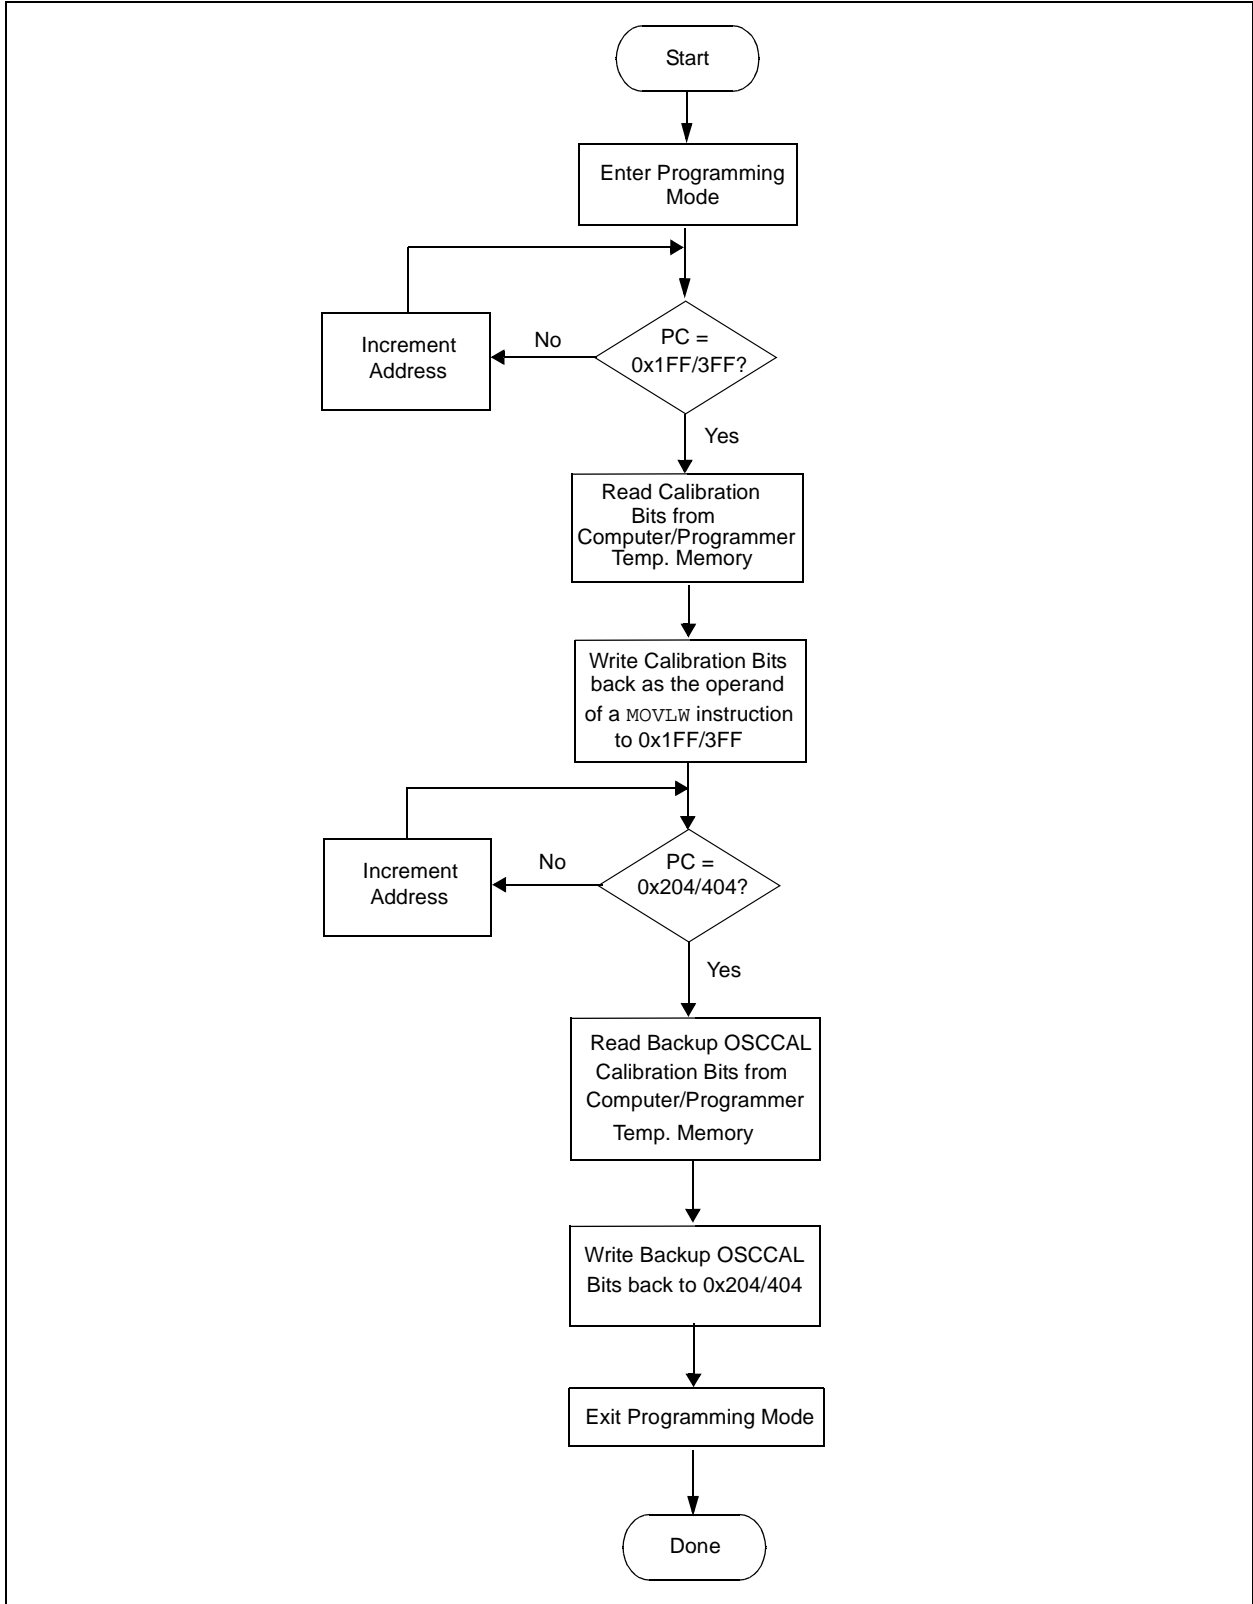 Start
Enter Programming
Mode
PC =
0x1FF/3FF?
No
Increment
Address
Yes
Read Calibration
Bits from
Computer/Programmer
Temp. Memory
Write Calibration Bits
back as the operand
of a MOVLW instruction
to 0x1FF/3FF
PC =
0x204/404?
No
Increment
Address
Yes
Read Backup OSCCAL
Calibration Bits from
Computer/Programmer
Temp. Memory
Write Backup OSCCAL
Bits back to 0x204/404
Exit Programming Mode
Done